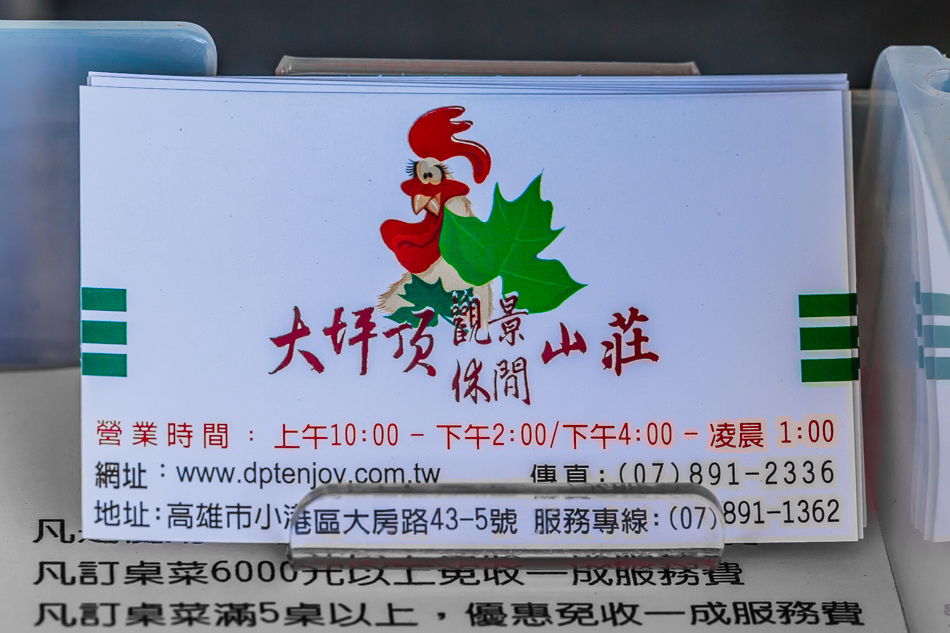 大坪頂觀景休閒山莊
營業時間：上午10:00－下午2:00/下午4:00－凌晨 1:00
網址：www.dptenjoy.com.tw
傳真:(07)891-2336
地址:高雄市小港區大房路43-5號
服務專線:(07)891-1362
凡
凡訂桌菜6000元以上免收一成服務費
凡訂桌菜滿5桌以上，優惠免收一成服務費